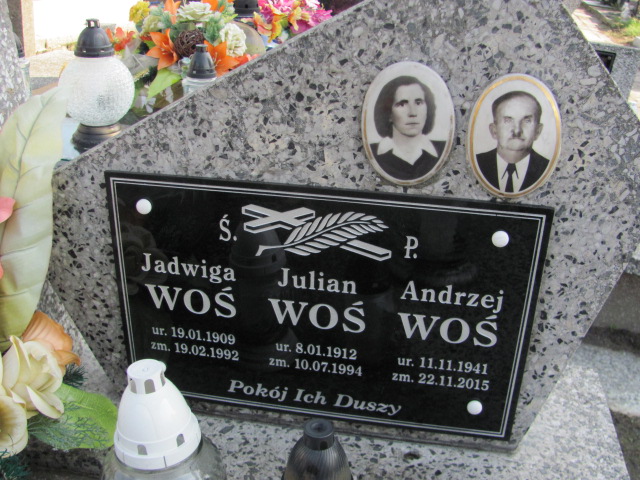 Ś. P.
Jadwiga
WOŚ
ur. 19.01.1909
zm. 19.02.1992
Julian
WOŚ
ur. 8.01.1912
zm. 10.07.1994
Andrzej
WOŚ
ur. 11.11.1941
zm. 22.11.2015
Pokój Ich Duszy